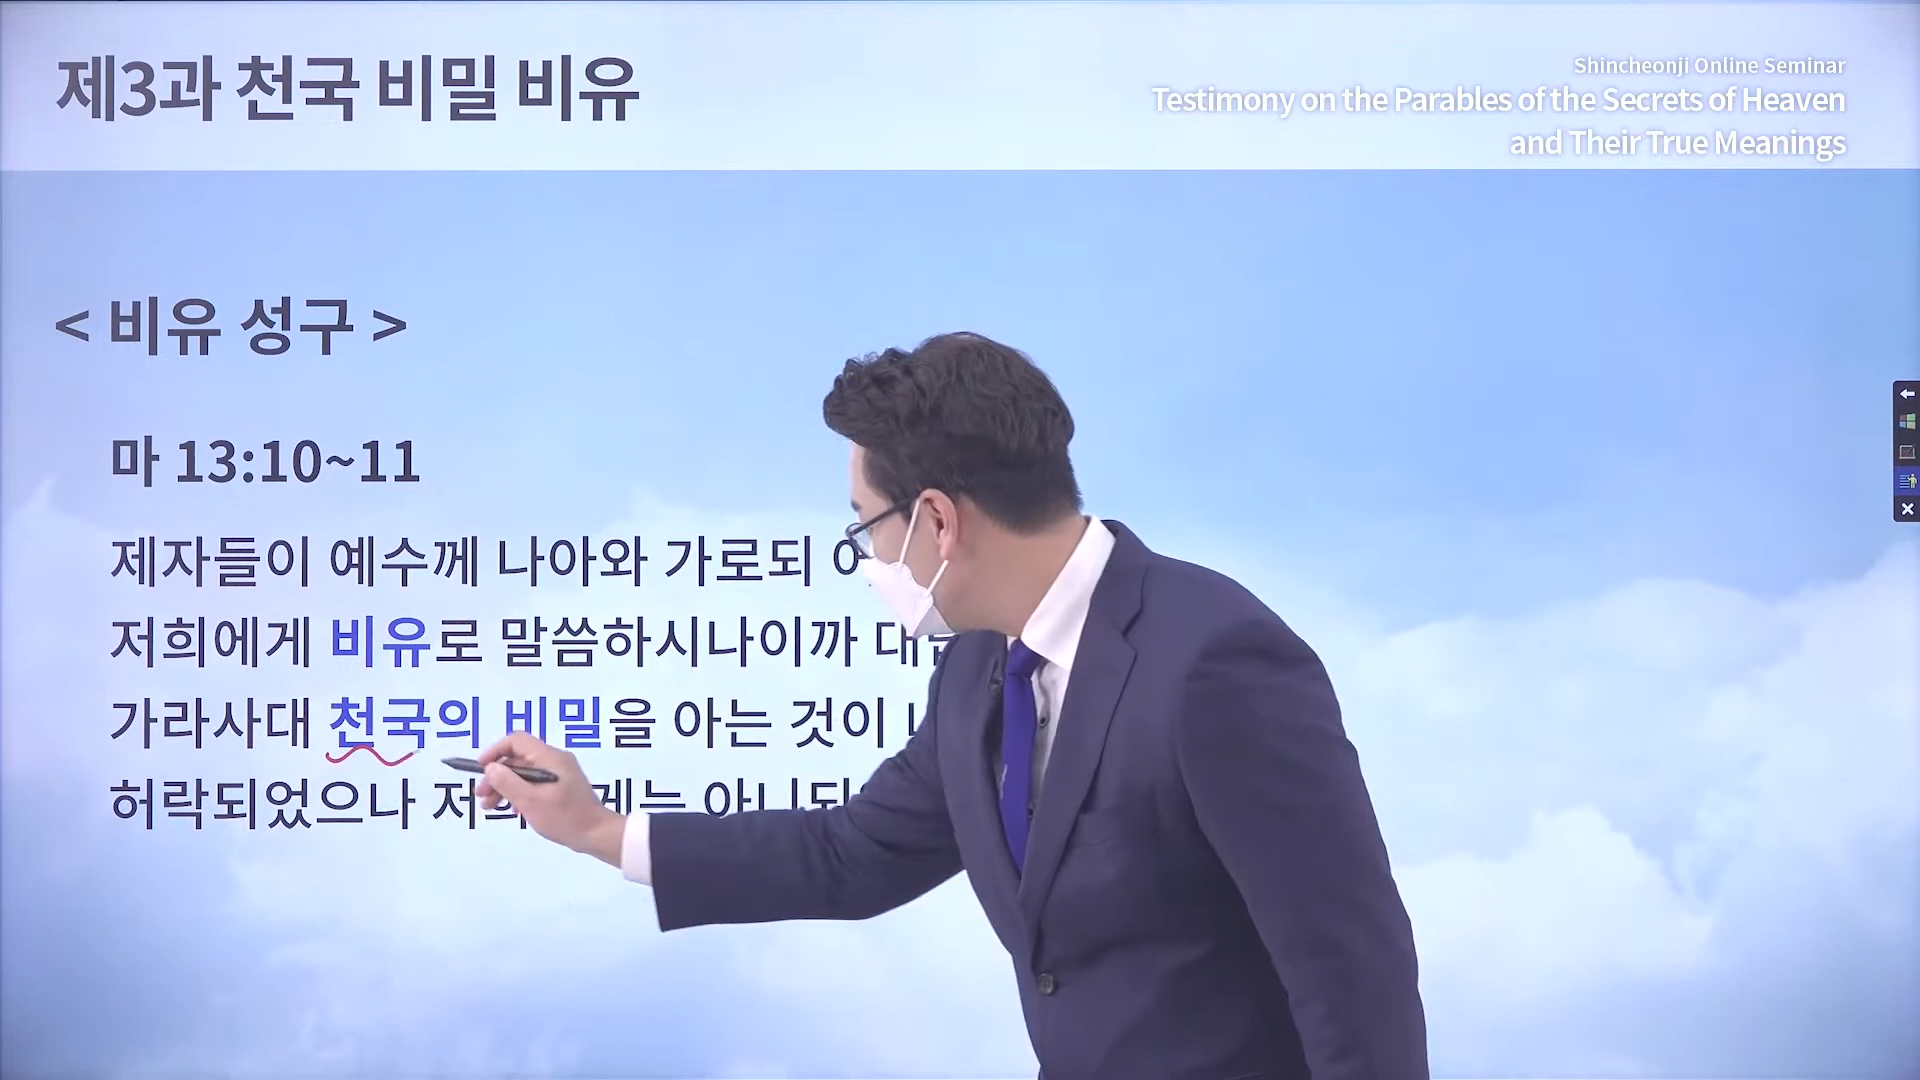 제3과 천국 비밀 비유
Shincheonji Online Seminar
Testimony on the Parables of the Secrets of Heaven
and Their True Meanings
< 비유 성구 >
마 13:10~11
제자들이 예수께 나아와 가로되
저희에게 비유로 말씀하시나이까
가라사대 천국의 비밀을 아는 것이
허락되었으나